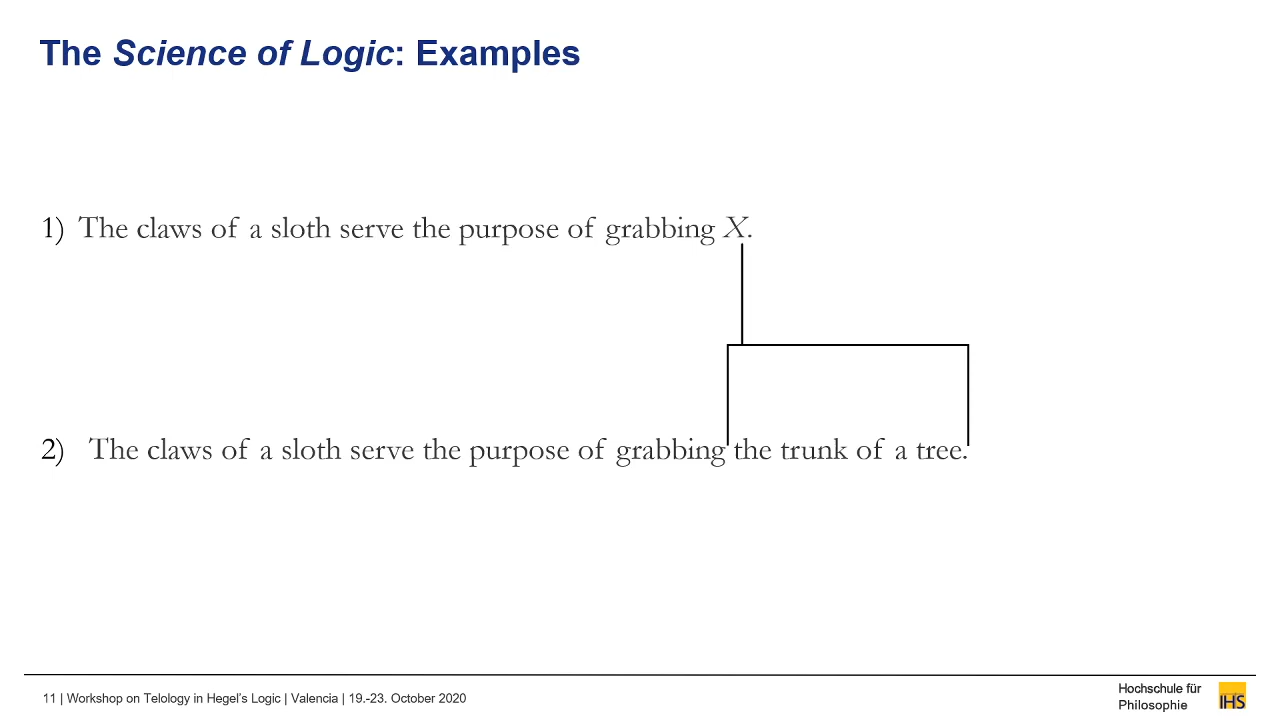 The Science of Logic: Examples
1) The claws of a sloth serve the purpose of grabbing X.
2) The claws of a sloth serve the purpose of grabbing the trunk of a tree.
11 | Workshop on Telology in Hegel's Logic | Valencia | 19.-23. October 2020
Hochschule für
Philosophie
IHS